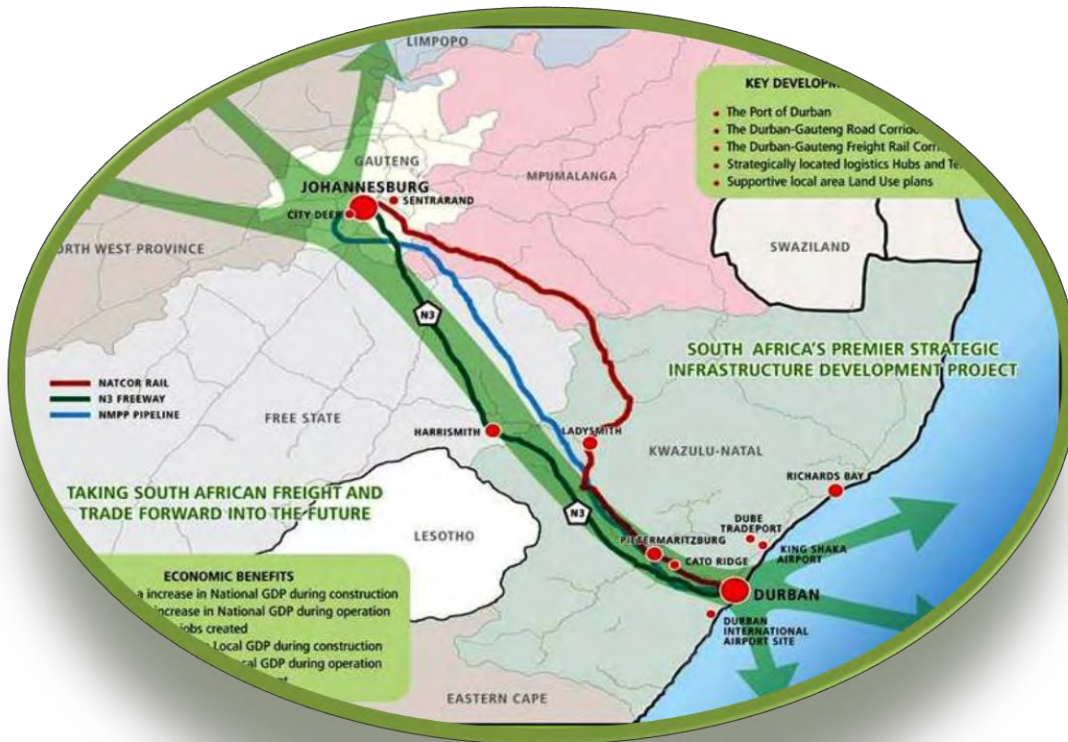 LIMPOPO
KEY DEVELOPM
• The Port of Durban
• The Durban-Gauteng Road Corrido
• The Durban-Gauteng Freight Rail Corri
• Strategically located logistics Hubs and Te
• Supportive local area Land Use plans
GAUTENG
MPUMALANGA
JOHANNESBURG
SENTRARAND
CITY DEEP
ORTH WEST PROVINCE
SWAZILAND
N3
SOUTH AFRICA'S PREMIER STRATEGIC
INFRASTRUCTURE DEVELOPMENT PROJECT
NATCOR RAIL
N3 FREEWAY
NMPP PIPELINE
FREE STATE
HARRISMITH
LADYSMITH
KWAZULU-NATAL
RICHARDS BAY
TAKING SOUTH AFRICAN FREIGHT AND
TRADE FORWARD INTO THE FUTURE
N3
LESOTHO
DUBE
TRADEPORT
PIETERMARITZBURG
KING SHAKA
AIRPORT
CATO RIDGE
DURBAN
DURBAN
INTERNATIONAL
AIRPORT SITE
ECONOMIC BENEFITS
a increase in National GDP during construction
increase in National GDP during operation
jobs created
Local GDP during construction
cal GDP during operation
EASTERN CAPE